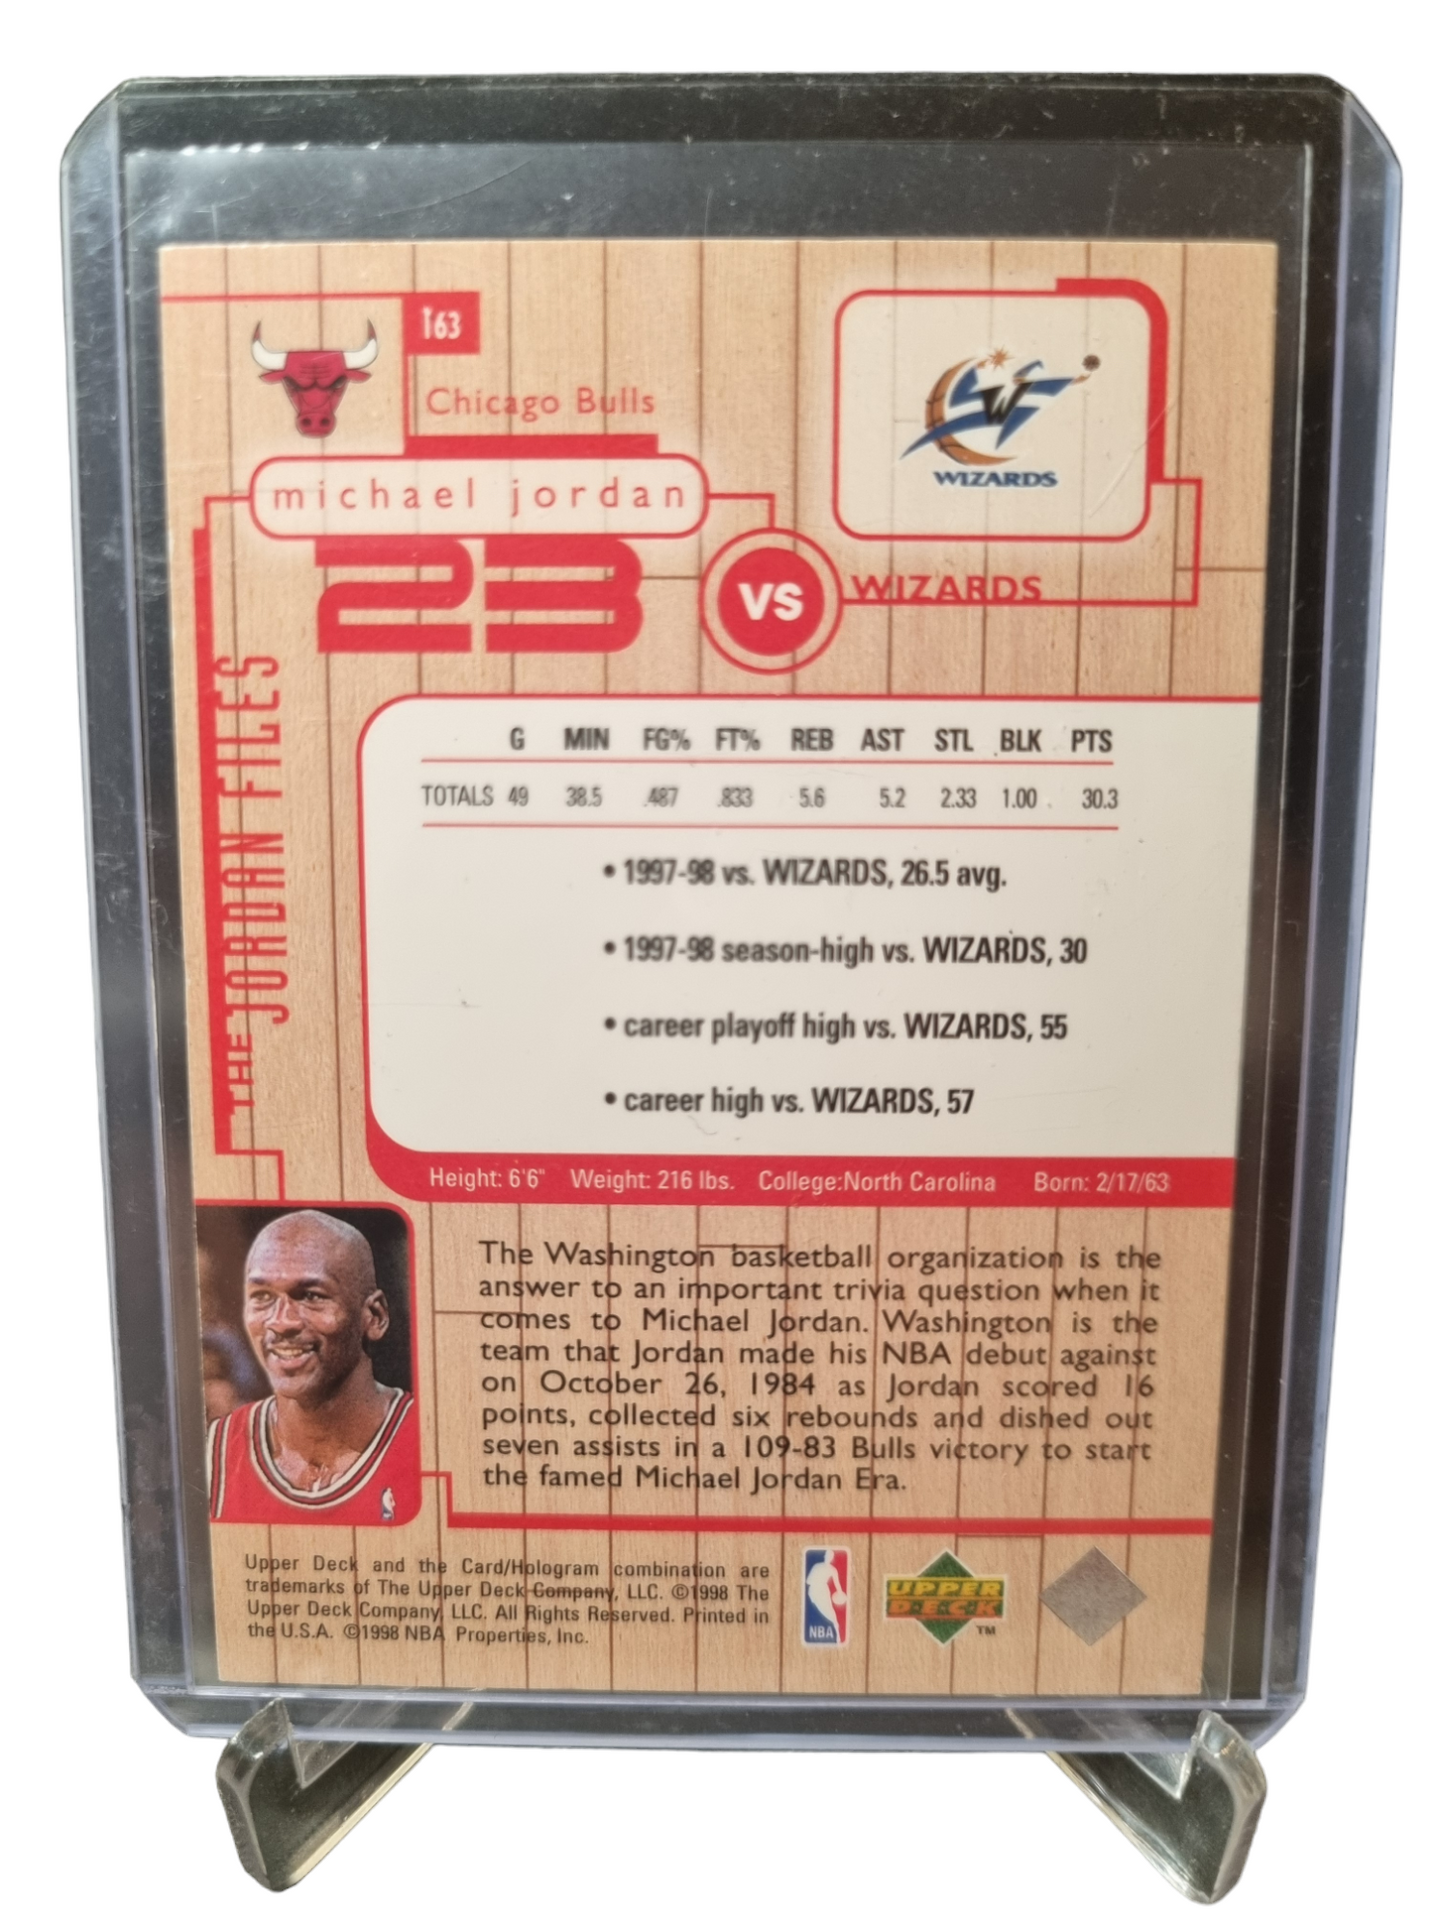 163
Chicago Bulls
michael jordan
23
VS
WIZARDS
WIZARDS
THE JORDAN FILES
G MIN FG% FT% REB AST STL BLK PTS
TOTALS 49 38.5 .487 .833 5.6 5.2 2.33 1.00 30.3
• 1997-98 vs. WIZARDS, 26.5 avg.
• 1997-98 season-high vs. WIZARDS, 30
• career playoff high vs. WIZARDS, 55
• career high vs. WIZARDS, 57
Height: 6'6" Weight: 216 lbs. College:North Carolina Born: 2/17/63
The Washington basketball organization is the
answer to an important trivia question when it
comes to Michael Jordan. Washington is the
team that Jordan made his NBA debut against
on October 26, 1984 as Jordan scored 16
points, collected six rebounds and dished out
seven assists in a 109-83 Bulls victory to start
the famed Michael Jordan Era.
Upper Deck and the Card/Hologram combination are
trademarks of The Upper Deck Company, LLC. ©1998 The
Upper Deck Company, LLC. All Rights Reserved. Printed in
the U.S.A. ©1998 NBA Properties, Inc.
NBA
UPPER
DECK
TM